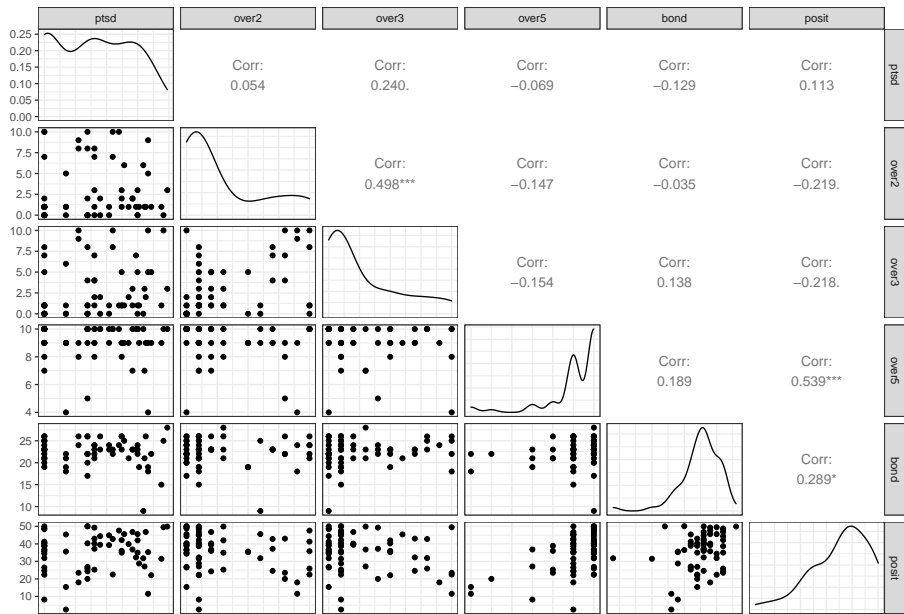 ptsd over2 over3 over5 bond posit
0.25
0.20
0.15
0.10
0.05
0.00
Corr:
0.054
Corr:
0.240.
Corr:
−0.069
Corr:
−0.129
Corr:
0.113
ptsd
10.0
7.5
5.0
2.5
0.0
Corr:
0.498***
Corr:
−0.147
Corr:
−0.035
Corr:
−0.219.
over2
10.0
7.5
5.0
2.5
0.0
Corr:
−0.154
Corr:
0.138
Corr:
−0.218.
over3
10
8
6
4
Corr:
0.189
Corr:
0.539***
over5
25
20
15
10
Corr:
0.289*
bond
50
40
30
20
10
posit